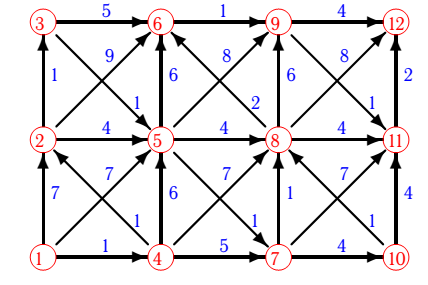 5 1 4
3 6 9 12
9 8 8
1 6 6 2
1 2 1
4 4 4
2 5 8 11
7 7 7
7 6 1 4
1 1 1
1 5 4
1 4 7 10